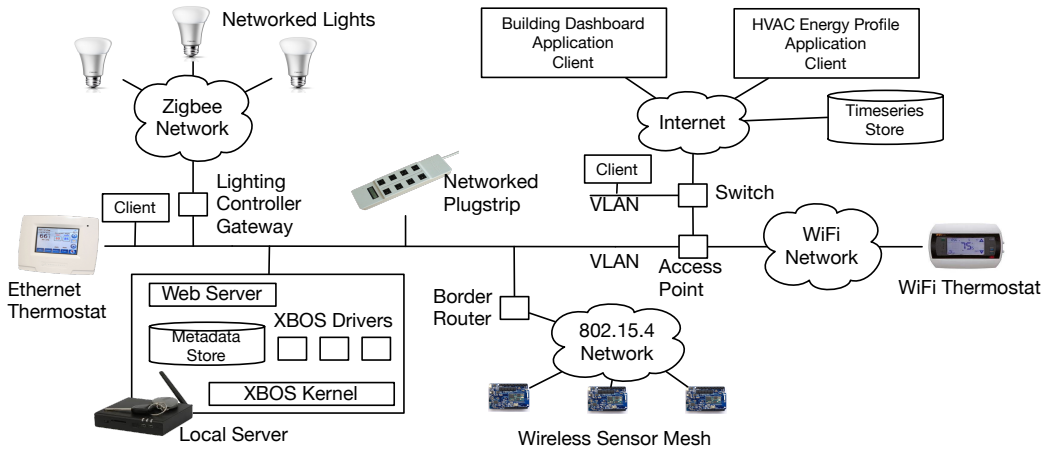 Networked Lights
Zigbee
Network
Building Dashboard
Application
Client
HVAC Energy Profile
Application
Client
Internet
Timeseries
Store
Client
Lighting
Controller
Gateway
Networked
Plugstrip
Client
VLAN
Switch
Ethernet
Thermostat
VLAN
Access
Point
WiFi
Network
WiFi Thermostat
Web Server
Metadata
Store
XBOS Drivers
XBOS Kernel
Local Server
Border
Router
802.15.4
Network
Wireless Sensor Mesh